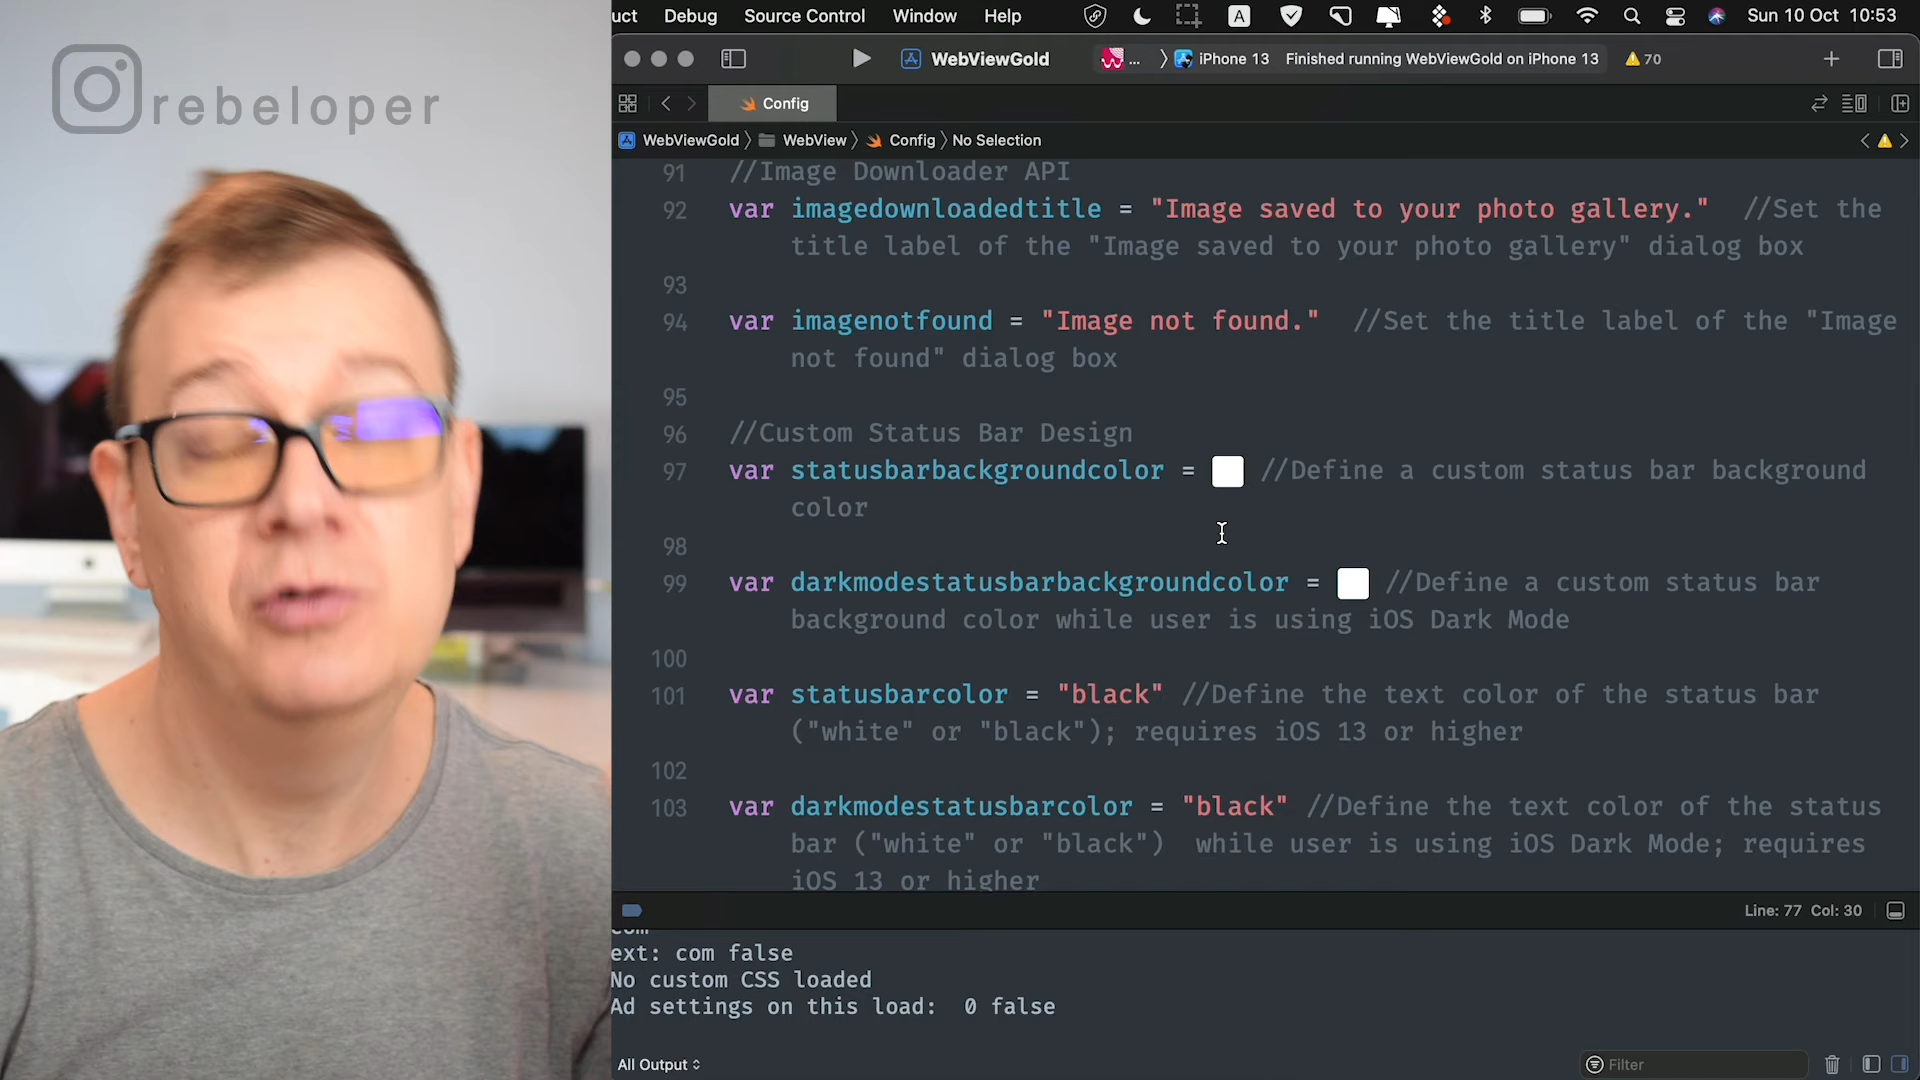 uct Debug Source Control Window Help A Sun 10 Oct 10:53
rebeloper
WebViewGold ... iPhone 13 Finished running WebViewGold on iPhone 13 70
Config
WebViewGold WebView Config No Selection
91 //Image Downloader API
92 var imagedownloadedtitle = "Image saved to your photo gallery." //Set the
title label of the "Image saved to your photo gallery" dialog box
93
94 var imagenotfound = "Image not found." //Set the title label of the "Image
not found" dialog box
95
96 //Custom Status Bar Design
97 var statusbarbackgroundcolor = //Define a custom status bar background
color
98
99 var darkmodestatusbarbackgroundcolor = //Define a custom status bar
background color while user is using iOS Dark Mode
100
101 var statusbarcolor = "black" //Define the text color of the status bar
("white" or "black"); requires iOS 13 or higher
102
103 var darkmodestatusbarcolor = "black" //Define the text color of the status
bar ("white" or "black") while user is using iOS Dark Mode; requires
iOS 13 or higher
Line: 77 Col: 30
com
ext: com false
No custom CSS loaded
Ad settings on this load: 0 false
All Output
Filter